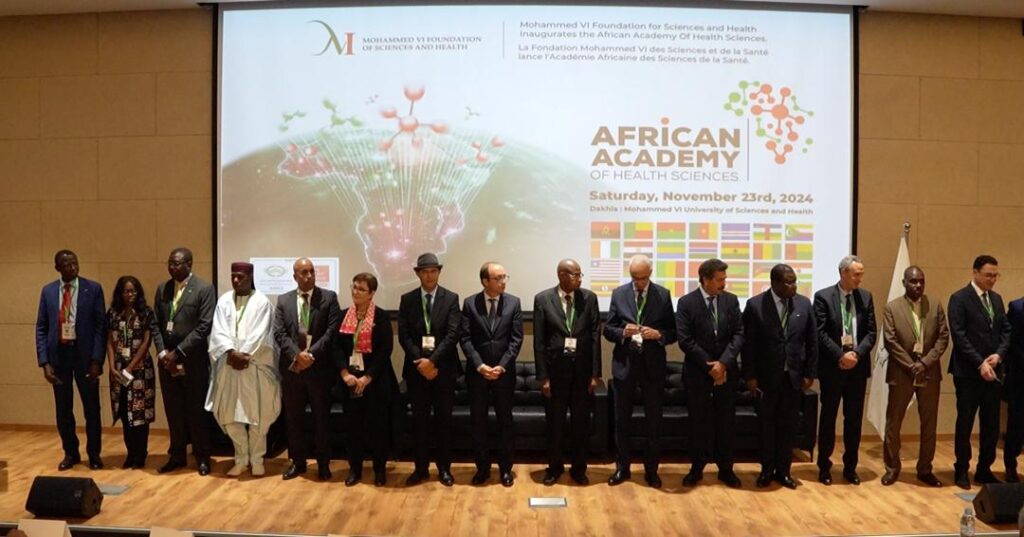 MOHAMMED VI FOUNDATION
OF SCIENCES AND HEALTH
Mohammed VI Foundation for Sciences and Health
Inaugurates the African Academy Of Health Sciences.
La Fondation Mohammed VI des Sciences et de la Santé
lance l'Académie Africaine des Sciences de la Santé.
AFRICAN
ACADEMY
OF HEALTH SCIENCES
Saturday, November 23rd, 2024
Dakhla : Mohammed VI University of Sciences and Health